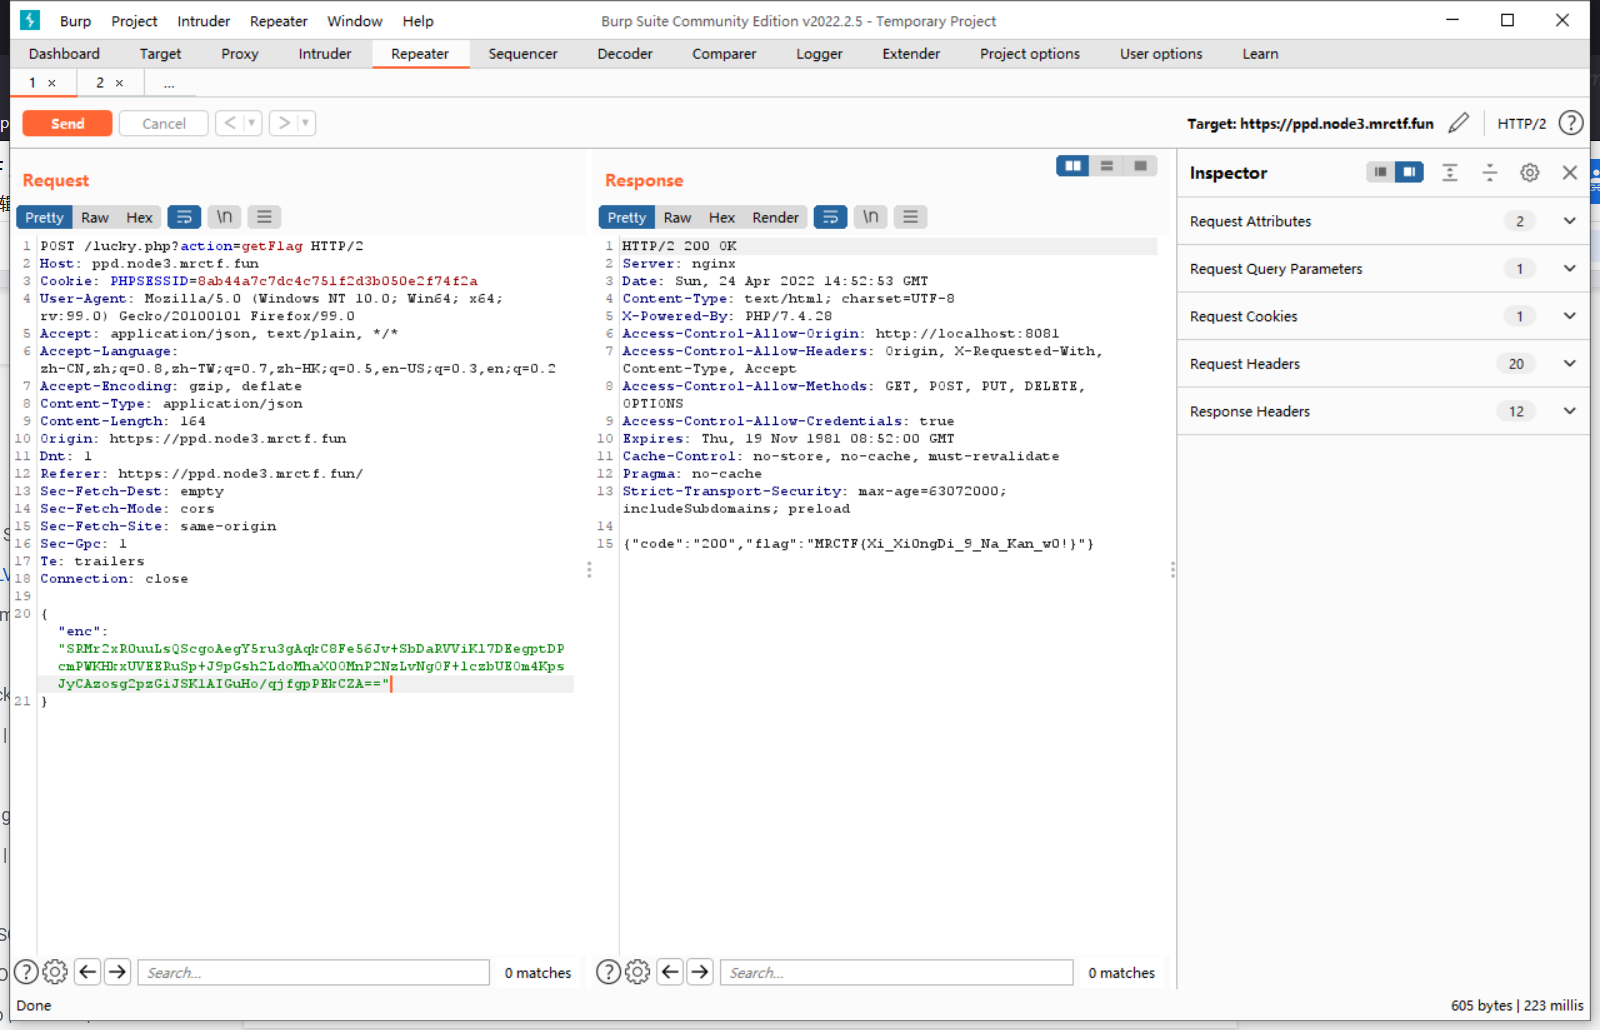 Burp Project Intruder Repeater Window Help
Burp Suite Community Edition v2022.2.5 - Temporary Project
Dashboard Target Proxy Intruder Repeater Sequencer Decoder Comparer Logger Extender Project options User options Learn
1 × 2 × ...
Send Cancel < >
Target: https://ppd.node3.mrctf.fun HTTP/2 ?
Request
Pretty Raw Hex \n
1 POST /lucky.php?action=getFlag HTTP/2
2 Host: ppd.node3.mrctf.fun
3 Cookie: PHPSESSID=8ab44a7c7dc4c751f2d3b050e2f74f2a
4 User-Agent: Mozilla/5.0 (Windows NT 10.0; Win64; x64;
rv:99.0) Gecko/20100101 Firefox/99.0
5 Accept: application/json, text/plain, */*
6 Accept-Language:
zh-CN,zh;q=0.8,zh-TW;q=0.7,zh-HK;q=0.5,en-US;q=0.3,en;q=0.2
7 Accept-Encoding: gzip, deflate
8 Content-Type: application/json
9 Content-Length: 164
10 Origin: https://ppd.node3.mrctf.fun
11 Dnt: 1
12 Referer: https://ppd.node3.mrctf.fun/
13 Sec-Fetch-Dest: empty
14 Sec-Fetch-Mode: cors
15 Sec-Fetch-Site: same-origin
16 Sec-Gpc: 1
17 Te: trailers
18 Connection: close
19
20 {
"enc":
"SRMr2xR0uuLsQScgoAegY5ru3gAqkC8Fe56Jv+SbDaRVViK17DEegptDP
cmPWKHkxUVEERuSp+J9pGsh2LdoMhaX00MnP2NzLvNg0F+1czbUE0m4Kps
JyCAzosg2pzGiJSK1AIGuHo/qjfgpPEkCZA=="
21 }
Response
Pretty Raw Hex Render \n
1 HTTP/2 200 OK
2 Server: nginx
3 Date: Sun, 24 Apr 2022 14:52:53 GMT
4 Content-Type: text/html; charset=UTF-8
5 X-Powered-By: PHP/7.4.28
6 Access-Control-Allow-Origin: http://localhost:8081
7 Access-Control-Allow-Headers: Origin, X-Requested-With,
Content-Type, Accept
8 Access-Control-Allow-Methods: GET, POST, PUT, DELETE,
OPTIONS
9 Access-Control-Allow-Credentials: true
10 Expires: Thu, 19 Nov 1981 08:52:00 GMT
11 Cache-Control: no-store, no-cache, must-revalidate
12 Pragma: no-cache
13 Strict-Transport-Security: max-age=63072000;
includeSubdomains; preload
14
15 {"code":"200","flag":"MRCTF{Xi_Xi0ngDi_9_Na_Kan_w0!}"}
Inspector
Request Attributes 2
Request Query Parameters 1
Request Cookies 1
Request Headers 20
Response Headers 12
? Search... 0 matches
? Search... 0 matches
Done
605 bytes | 223 millis